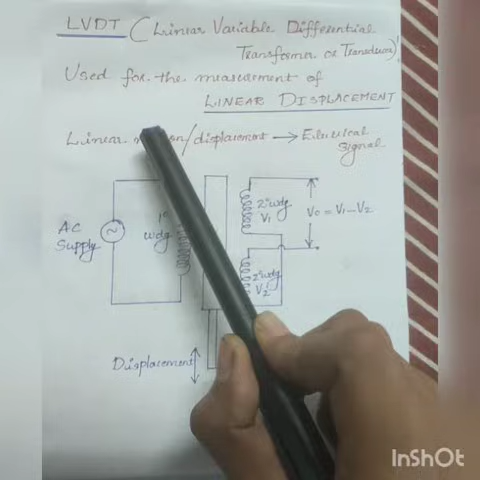 LVDT (Linear Variable Differential
Transformer or Transducer):
Used for the measurement of
LINEAR DISPLACEMENT
Linear /displacement → Electrical
Signal
AC
Supply
1°
wdg
2° wdg
V1
V0 = V1 - V2
2° wdg
V2
Displacement
InShOt